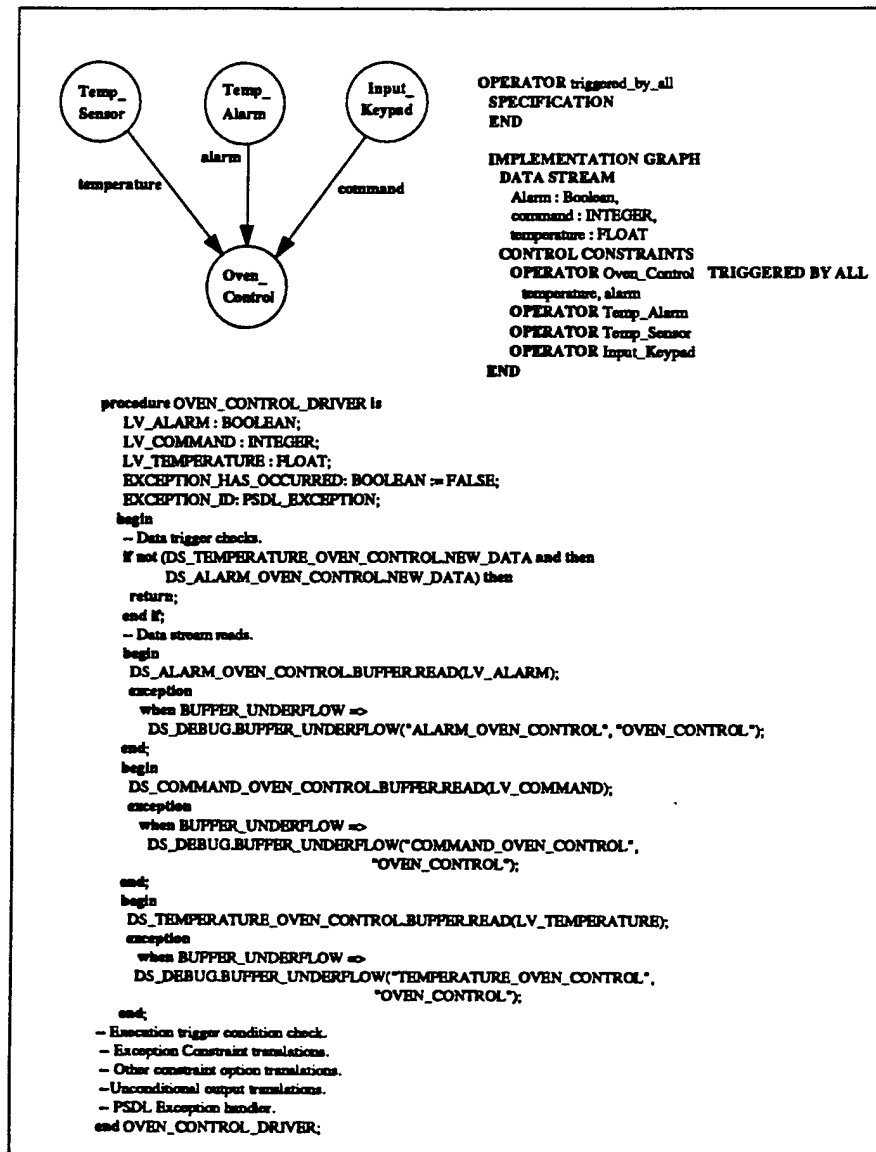 Temp_
Sensor
Temp_
Alarm
Input_
Keypad
temperature
alarm
command
Oven_
Control
OPERATOR triggered_by_all
SPECIFICATION
END
IMPLEMENTATION GRAPH
DATA STREAM
Alarm : Boolean,
command : INTEGER,
temperature : FLOAT
CONTROL CONSTRAINTS
OPERATOR Oven_Control TRIGGERED BY ALL
temperature, alarm
OPERATOR Temp_Alarm
OPERATOR Temp_Sensor
OPERATOR Input_Keypad
END
procedure OVEN_CONTROL_DRIVER is
LV_ALARM : BOOLEAN;
LV_COMMAND : INTEGER;
LV_TEMPERATURE : FLOAT;
EXCEPTION_HAS_OCCURRED: BOOLEAN := FALSE;
EXCEPTION_ID: PSDL_EXCEPTION;
begin
-- Data trigger checks.
if not (DS_TEMPERATURE_OVEN_CONTROL.NEW_DATA and then
DS_ALARM_OVEN_CONTROL.NEW_DATA) then
return;
end if;
-- Data stream reads.
begin
DS_ALARM_OVEN_CONTROL.BUFFER.READ(LV_ALARM);
exception
when BUFFER_UNDERFLOW =>
DS_DEBUG.BUFFER_UNDERFLOW("ALARM_OVEN_CONTROL", "OVEN_CONTROL");
end;
begin
DS_COMMAND_OVEN_CONTROL.BUFFER.READ(LV_COMMAND);
exception
when BUFFER_UNDERFLOW =>
DS_DEBUG.BUFFER_UNDERFLOW("COMMAND_OVEN_CONTROL",
"OVEN_CONTROL");
end;
begin
DS_TEMPERATURE_OVEN_CONTROL.BUFFER.READ(LV_TEMPERATURE);
exception
when BUFFER_UNDERFLOW =>
DS_DEBUG.BUFFER_UNDERFLOW("TEMPERATURE_OVEN_CONTROL",
"OVEN_CONTROL");
end;
-- Execution trigger condition check.
-- Exception Constraint translations.
-- Other constraint option translations.
--Unconditional output translations.
-- PSDL Exception handler.
end OVEN_CONTROL_DRIVER;